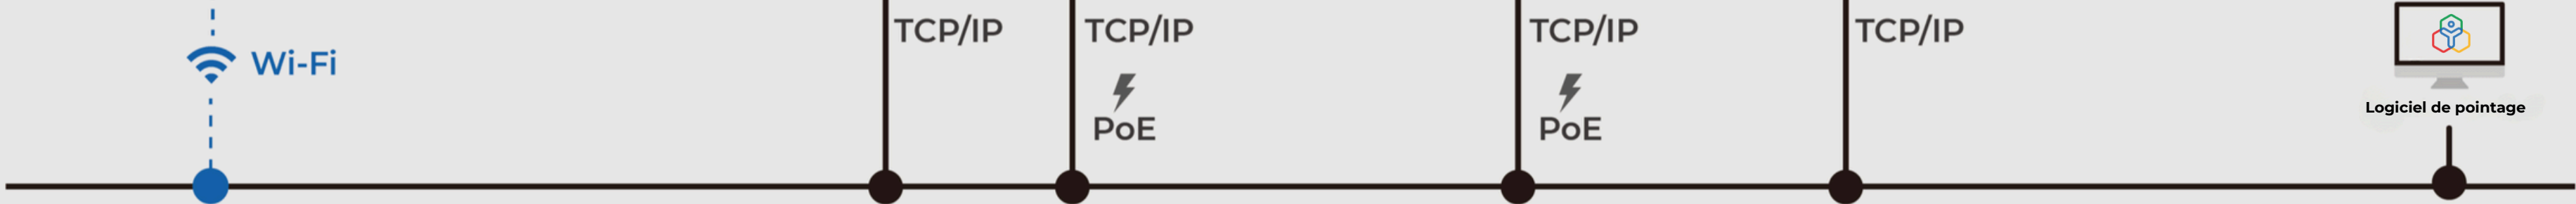 Wi-Fi
TCP/IP
TCP/IP
PoE
TCP/IP
PoE
TCP/IP
Logiciel de pointage